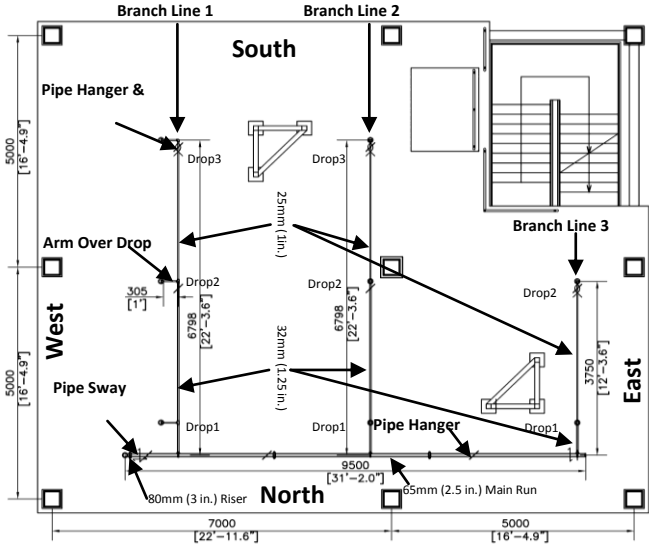 Branch Line 1
Branch Line 2
South
Pipe Hanger &
5000
[16'-4.9"]
Drop3
Drop3
25mm (1in.)
Branch Line 3
Arm Over Drop
305
[1']
Drop2
Drop2
Drop2
6798
[22'-3.6"]
6798
[22'-3.6"]
West
5000
[16'-4.9"]
32mm (1.25 in.)
3750
[12'-3.6"]
East
Pipe Sway
Drop1
Drop1
Pipe Hanger
Drop1
9500
[31'-2.0"]
80mm (3 in.) Riser
North
65mm (2.5 in.) Main Run
7000
[22'-11.6"]
5000
[16'-4.9"]